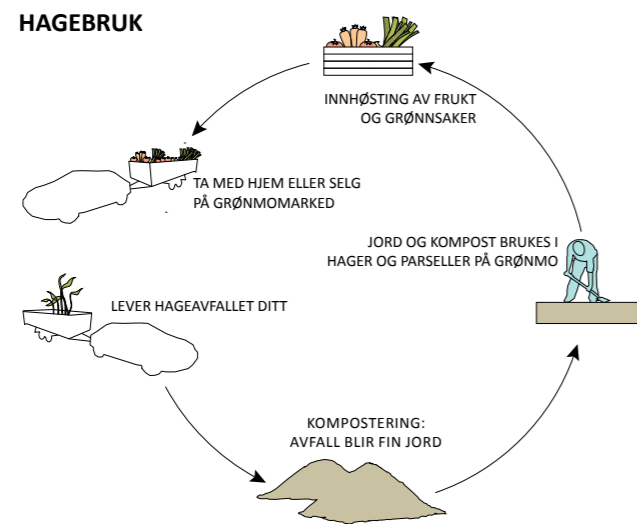 HAGEBRUK
INNHØSTING AV FRUKT
OG GRØNNSAKER
TA MED HJEM ELLER SELG
PÅ GRØNMOMARKED
JORD OG KOMPOST BRUKES I
HAGER OG PARSELLER PÅ GRØNMO
LEVER HAGEAVFALLET DITT
KOMPOSTERING:
AVFALL BLIR FIN JORD